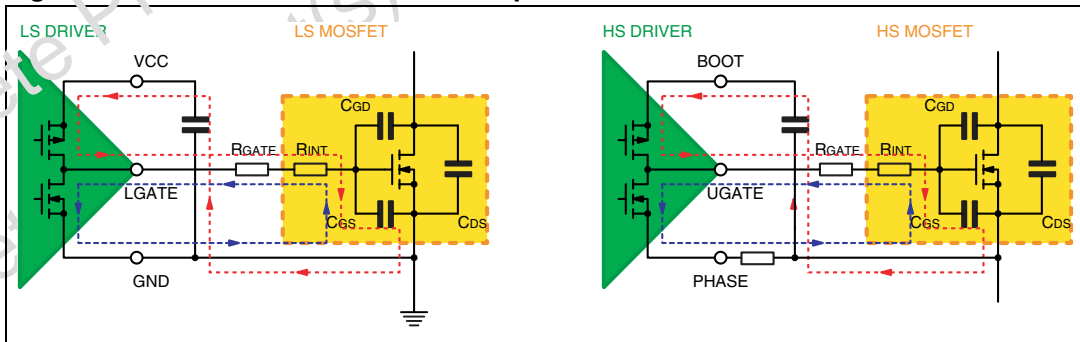 LS DRIVER
LS MOSFET
VCC
CGD
RGATE
RINT
LGATE
CGS
CDS
GND
HS DRIVER
HS MOSFET
BOOT
CGD
RGATE
RINT
UGATE
CGS
CDS
PHASE